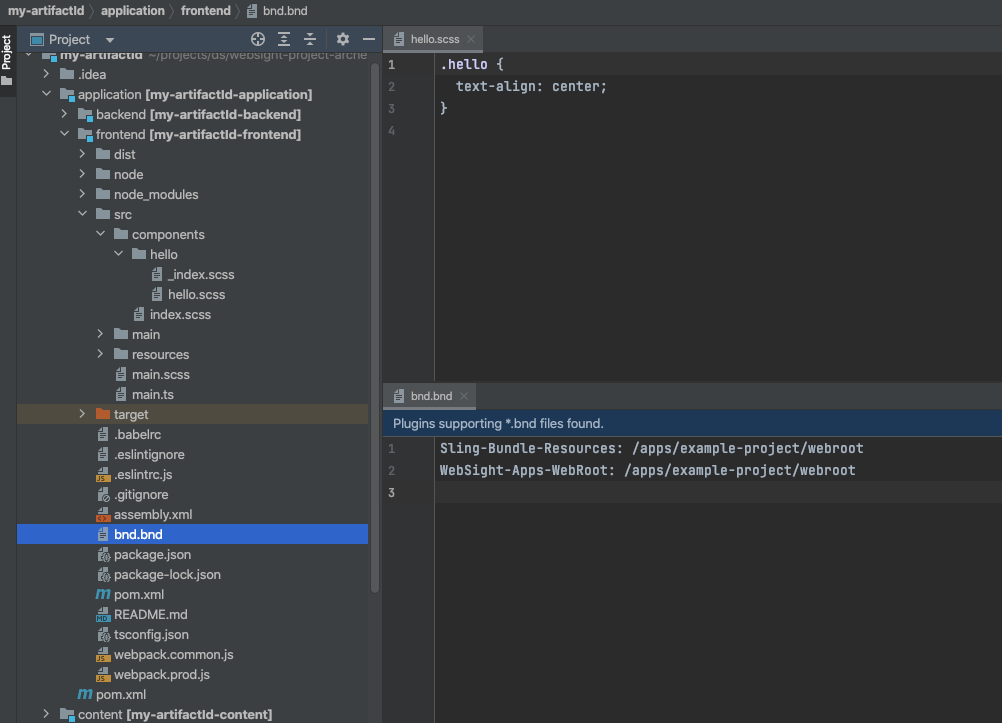 my-artifactId application frontend bnd.bnd
Project
Project
my-artifactId ~/projects/ds/websight-project-arche
.idea
application [my-artifactId-application]
backend [my-artifactId-backend]
frontend [my-artifactId-frontend]
dist
node
node_modules
src
components
hello
_index.scss
hello.scss
index.scss
main
resources
main.scss
main.ts
target
.babelrc
.eslintignore
.eslintrc.js
.gitignore
assembly.xml
bnd.bnd
package.json
package-lock.json
pom.xml
README.md
tsconfig.json
webpack.common.js
webpack.prod.js
pom.xml
content [my-artifactId-content]
hello.scss
1 .hello {
2 text-align: center;
3 }
4
bnd.bnd
Plugins supporting *.bnd files found.
1 Sling-Bundle-Resources: /apps/example-project/webroot
2 WebSight-Apps-WebRoot: /apps/example-project/webroot
3